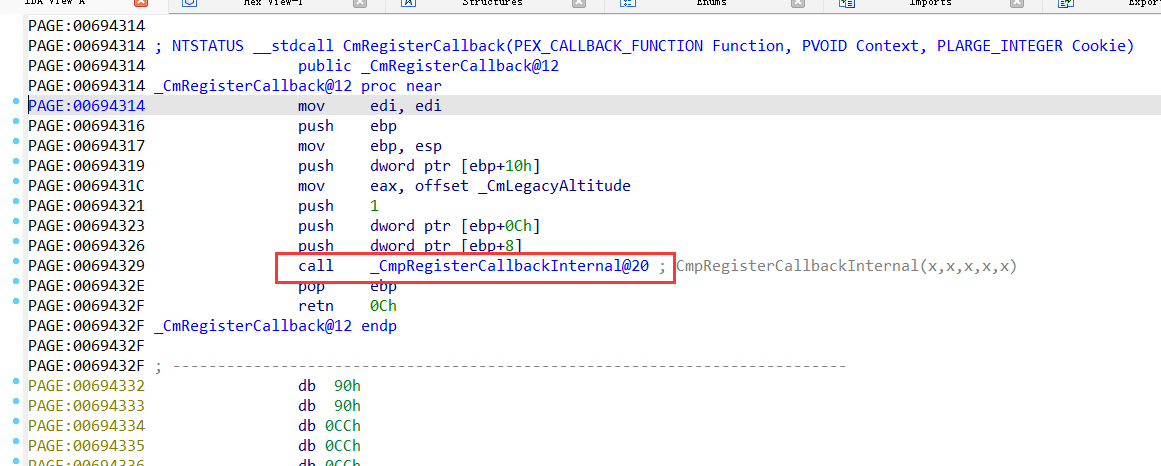 IDA View-A Hex View-1 Structures Enums Imports Export
PAGE:00694314
PAGE:00694314 ; NTSTATUS __stdcall CmRegisterCallback(PEX_CALLBACK_FUNCTION Function, PVOID Context, PLARGE_INTEGER Cookie)
PAGE:00694314 public _CmRegisterCallback@12
PAGE:00694314 _CmRegisterCallback@12 proc near
PAGE:00694314 mov edi, edi
PAGE:00694316 push ebp
PAGE:00694317 mov ebp, esp
PAGE:00694319 push dword ptr [ebp+10h]
PAGE:0069431C mov eax, offset _CmLegacyAltitude
PAGE:00694321 push 1
PAGE:00694323 push dword ptr [ebp+0Ch]
PAGE:00694326 push dword ptr [ebp+8]
PAGE:00694329 call _CmpRegisterCallbackInternal@20 ; CmpRegisterCallbackInternal(x,x,x,x,x)
PAGE:0069432E pop ebp
PAGE:0069432F retn 0Ch
PAGE:0069432F _CmRegisterCallback@12 endp
PAGE:0069432F
PAGE:0069432F ; ---------------------------------------------------------------------------
PAGE:00694332 db 90h
PAGE:00694333 db 90h
PAGE:00694334 db 0CCh
PAGE:00694335 db 0CCh
PAGE:00694336 db 0CCh